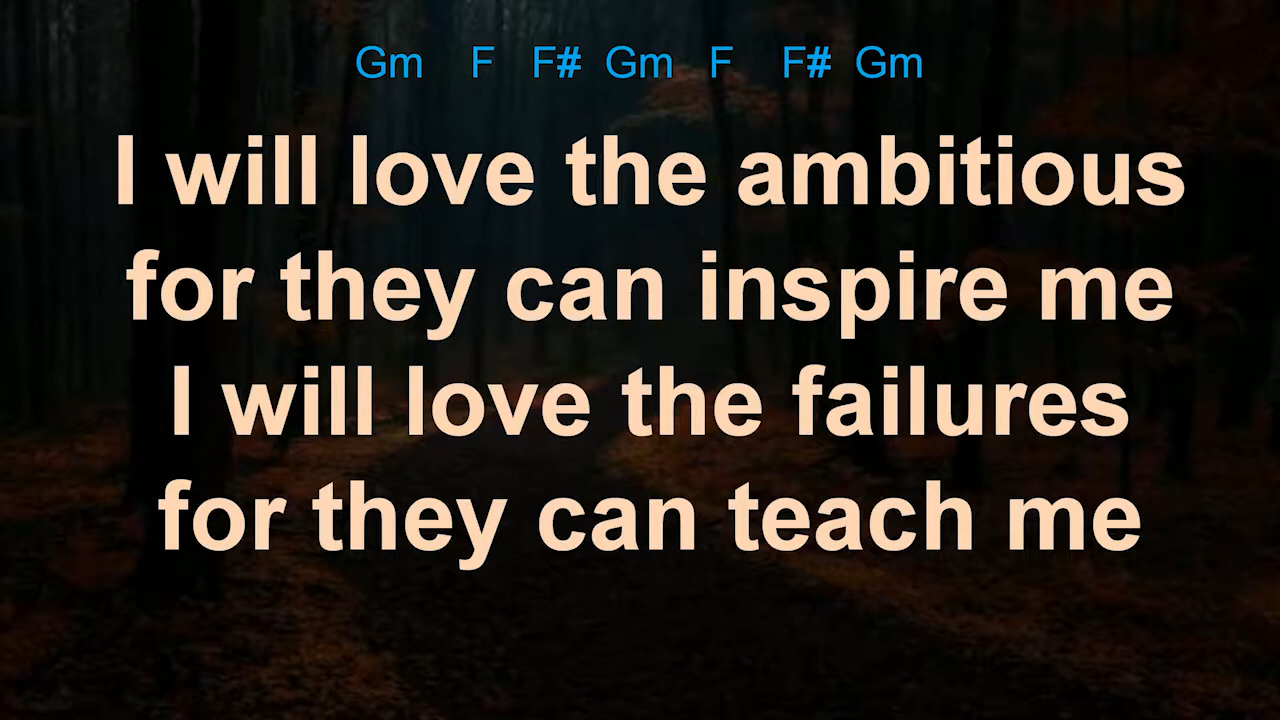 Gm F F# Gm F F# Gm
I will love the ambitious
for they can inspire me
I will love the failures
for they can teach me